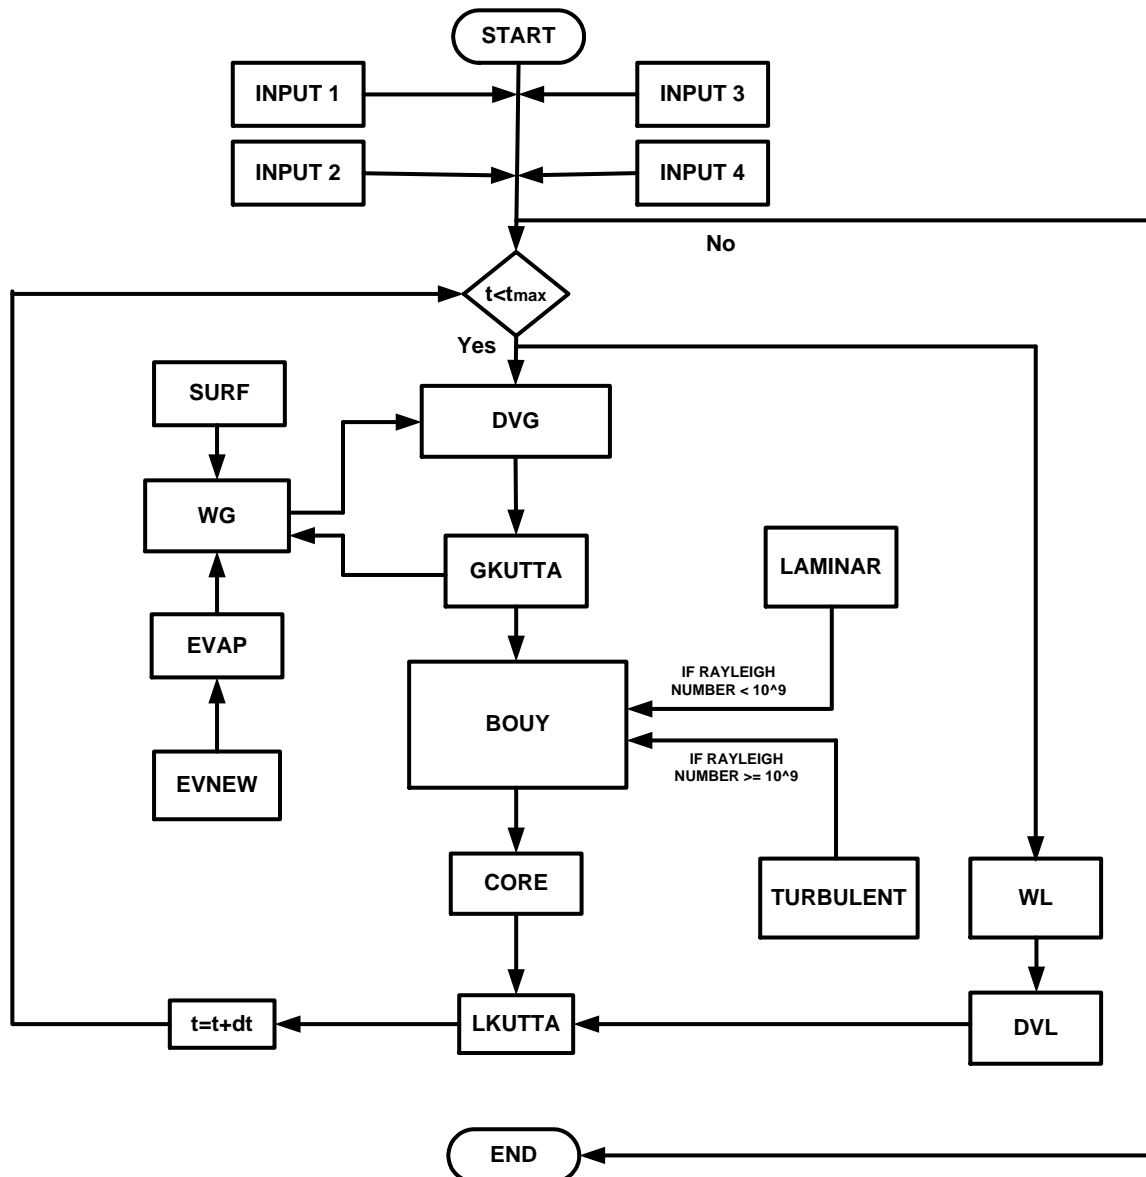 START
INPUT 1
INPUT 3
INPUT 2
INPUT 4
No
t<tmax
Yes
SURF
DVG
WG
GKUTTA
LAMINAR
EVAP
IF RAYLEIGH
NUMBER < 10^9
BOUY
IF RAYLEIGH
NUMBER >= 10^9
EVNEW
CORE
TURBULENT
WL
t=t+dt
LKUTTA
DVL
END